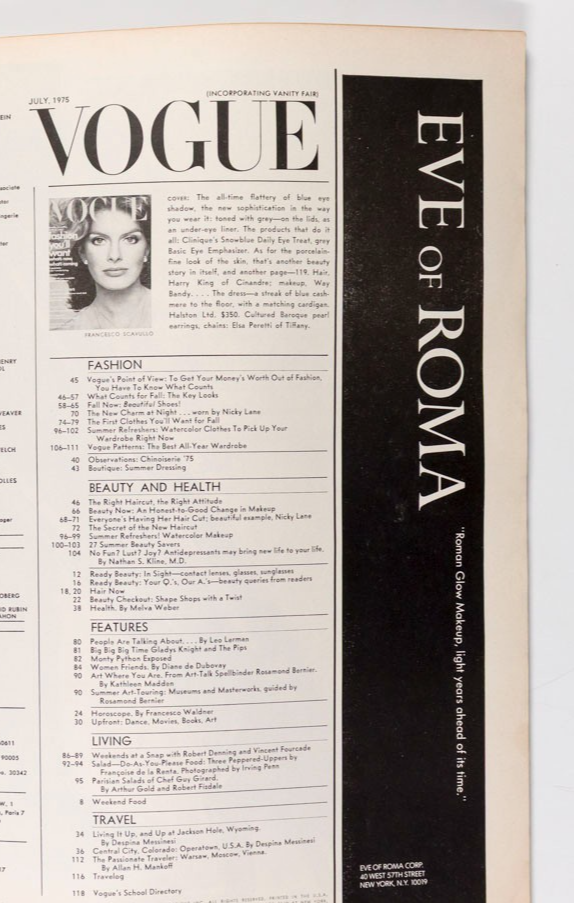 JULY, 1975
(INCORPORATING VANITY FAIR)
VOGUE
VOGUE
cover: The all-time flattery of blue eye
shadow, the new sophistication in the way
you wear it: toned with grey—on the lids, as
an under-eye liner. The products that do it
all: Clinique's Snowblue Daily Eye Treat, grey
Basic Eye Emphasizer. As for the porcelain-
fine look of the skin, that's another beauty
story in itself, and another page—119. Hair,
Harry King of Cinandre; makeup, Way
Bandy.... The dress—a streak of blue cash-
mere to the floor, with a matching cardigan.
Halston Ltd. $350. Cultured Baroque pearl
earrings, chains: Elsa Peretti of Tiffany.
FRANCESCO SCAVULLO
FASHION
45 Vogue's Point of View: To Get Your Money's Worth Out of Fashion,
You Have To Know What Counts
46–57 What Counts for Fall: The Key Looks
58–65 Fall Now: Beautiful Shoes!
70 The New Charm at Night ... worn by Nicky Lane
74–79 The First Clothes You'll Want for Fall
96–102 Summer Refreshers: Watercolor Clothes To Pick Up Your
Wardrobe Right Now
106–111 Vogue Patterns: The Best All-Year Wardrobe
40 Observations: Chinoiserie '75
43 Boutique: Summer Dressing
BEAUTY AND HEALTH
46 The Right Haircut, the Right Attitude
66 Beauty Now: An Honest-to-Good Change in Makeup
68–71 Everyone's Having Her Hair Cut; beautiful example, Nicky Lane
72 The Secret of the New Haircut
96–99 Summer Refreshers! Watercolor Makeup
100–103 27 Summer Beauty Savers
104 No Fun? Lust? Joy? Antidepressants may bring new life to your life.
By Nathan S. Kline, M.D.
12 Ready Beauty: In Sight—contact lenses, glasses, sunglasses
16 Ready Beauty: Your Q.'s, Our A.'s—beauty queries from readers
18, 20 Hair Now
22 Beauty Checkout: Shape Shops with a Twist
38 Health. By Melva Weber
FEATURES
80 People Are Talking About.... By Leo Lerman
81 Big Big Big Time Gladys Knight and The Pips
82 Monty Python Exposed
84 Women Friends. By Diane de Dubovay
90 Art Where You Are. From Art-Talk Spellbinder Rosamond Bernier.
By Kathleen Madden
90 Summer Art-Touring: Museums and Masterworks, guided by
Rosamond Bernier
24 Horoscope. By Francesco Waldner
30 Upfront: Dance, Movies, Books, Art
LIVING
86–89 Weekends at a Snap with Robert Denning and Vincent Fourcade
92–94 Salad—Do-As-You-Please Food: Three Peppered-Uppers by
Françoise de la Renta. Photographed by Irving Penn
95 Parisian Salads of Chef Guy Girard.
By Arthur Gold and Robert Fizdale
8 Weekend Food
TRAVEL
34 Living It Up, and Up at Jackson Hole, Wyoming.
By Despina Messinesi
36 Central City, Colorado: Operatown, U.S.A. By Despina Messinesi
112 The Passionate Traveler: Warsaw, Moscow, Vienna.
By Allan H. Mankoff
116 Travelog
118 Vogue's School Directory
EVE OF ROMA
"Roman Glow Makeup, light years ahead of its time."
EVE OF ROMA CORP.
40 WEST 57TH STREET
NEW YORK, N.Y. 10019